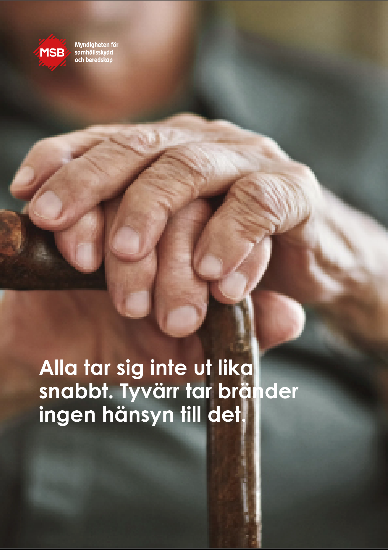 MSB
Myndigheten för
samhällsskydd
och beredskap
Alla tar sig inte ut lika
snabbt. Tyvärr tar bränder
ingen hänsyn till det.